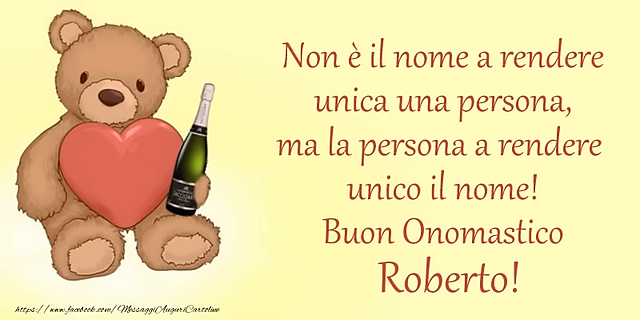 Non è il nome a rendere
unica una persona,
ma la persona a rendere
unico il nome!
Buon Onomastico
Roberto!
https://www.facebook.com/MessaggiAuguriCartoline